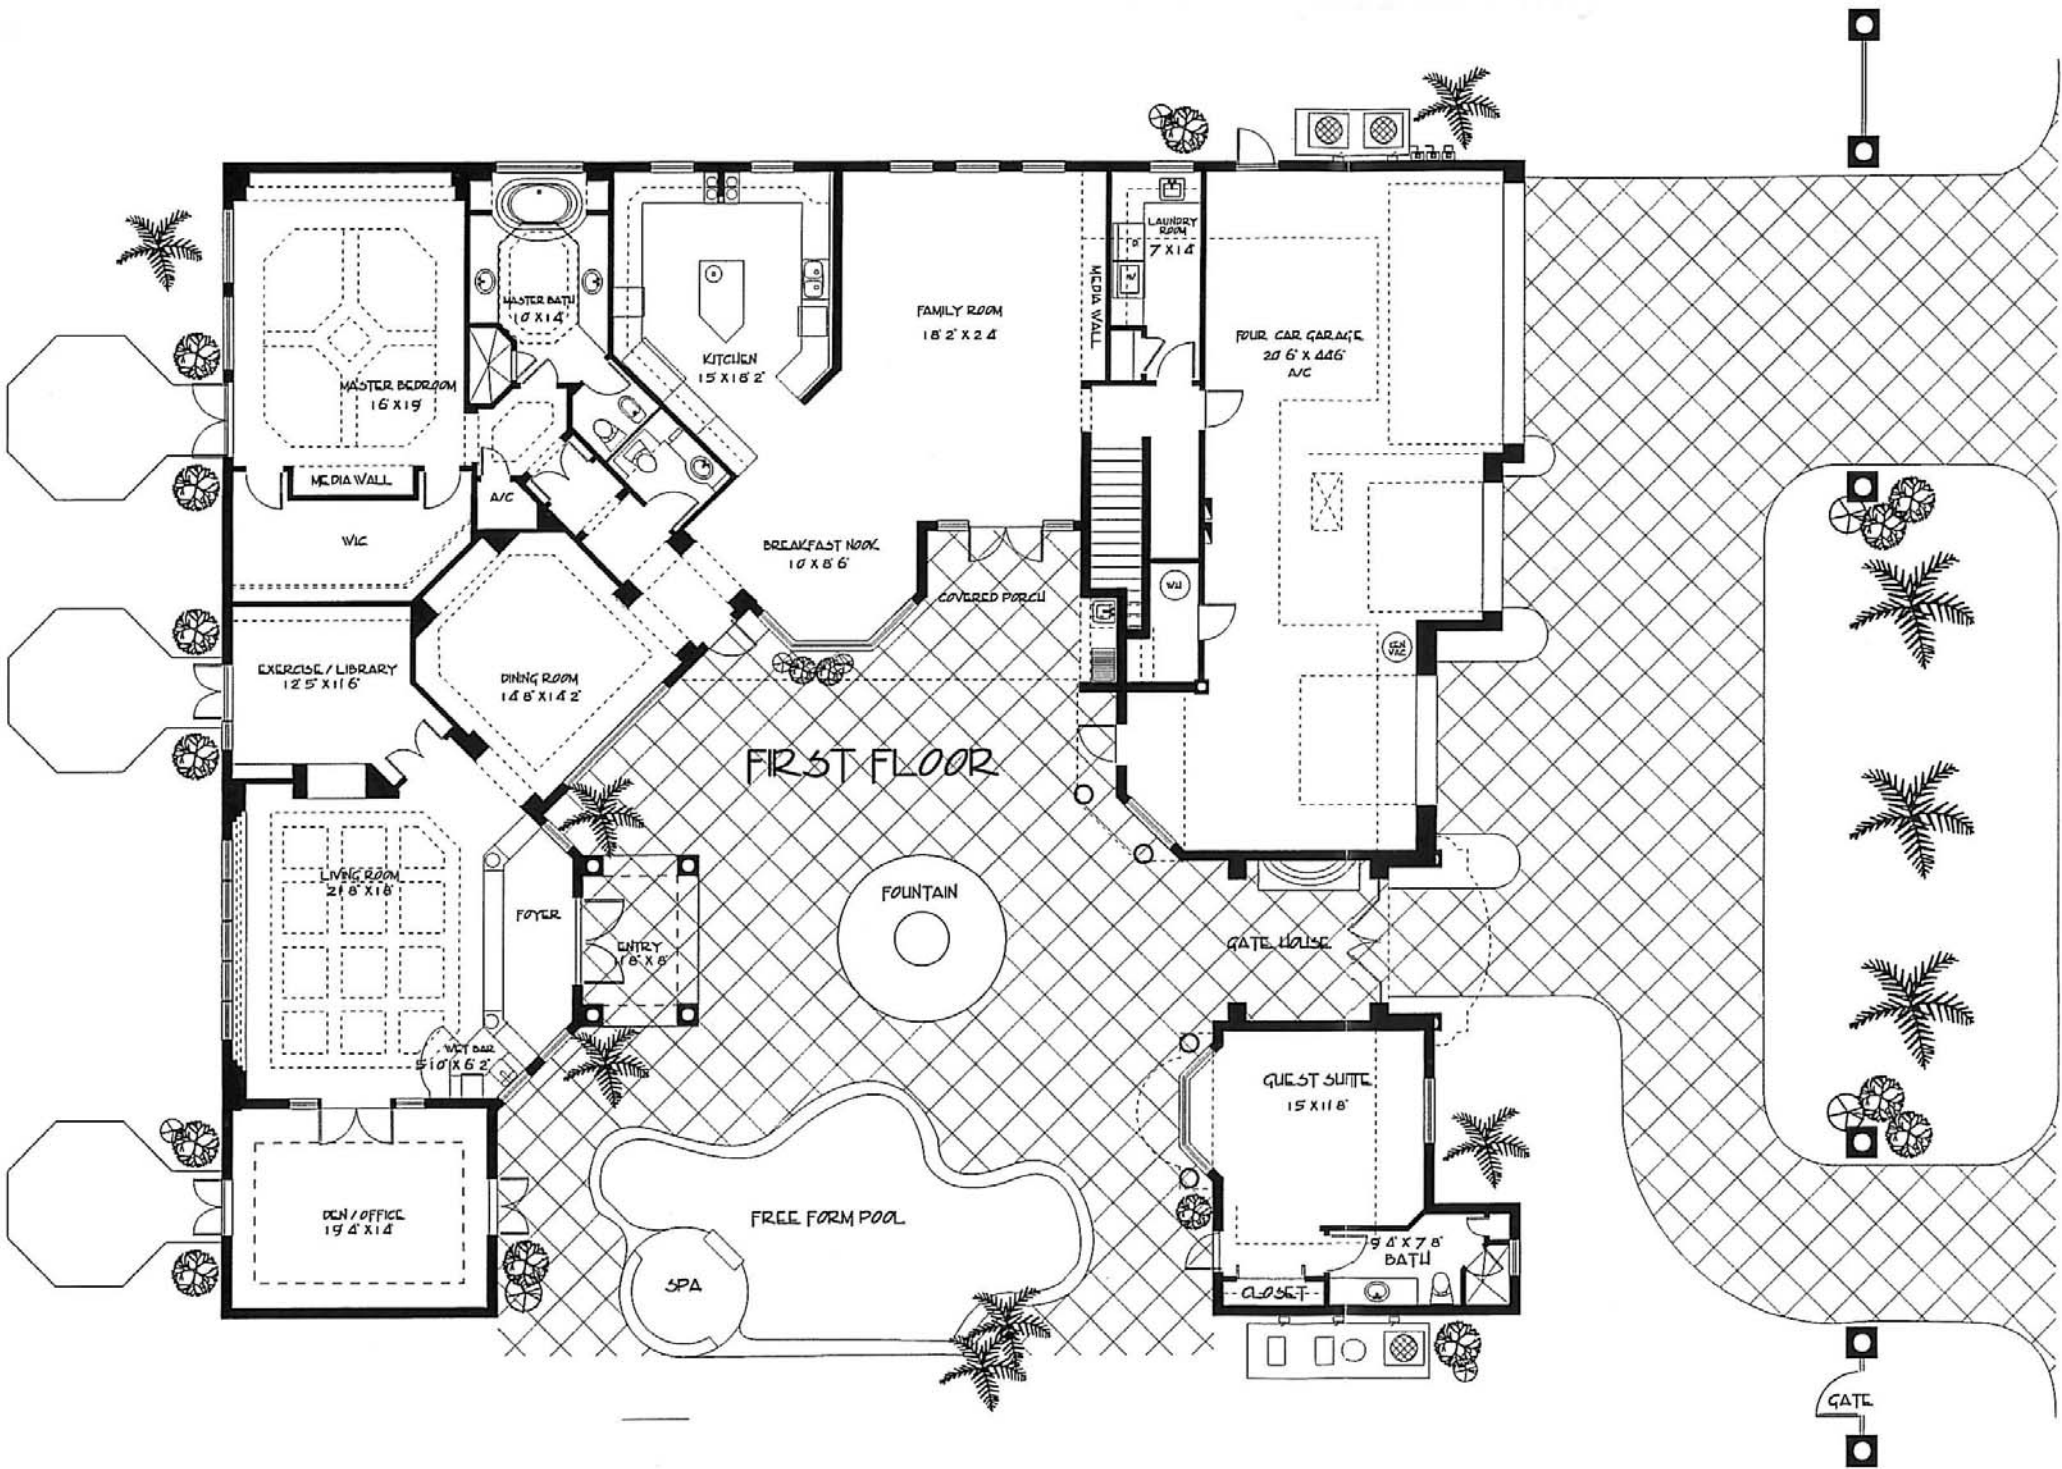 LAUNDRY
ROOM
7' X 14'
MASTER BATH
10' X 14'
FAMILY ROOM
18' 2" X 24'
MEDIA WALL
FOUR CAR GARAGE
20' 6" X 44'6"
A/C
KITCHEN
15' X 18' 2"
MASTER BEDROOM
16' X 19'
MEDIA WALL
A/C
WIC
BREAKFAST NOOK
10' X 8' 6"
COVERED PORCH
WH
CEN
VAC
EXERCISE / LIBRARY
12' 5" X 11' 6"
DINING ROOM
14' 8" X 14' 2"
FIRST FLOOR
LIVING ROOM
21' 8" X 18'
FOYER
ENTRY
11' 8" X 8'
FOUNTAIN
GATE HOUSE
WET BAR
5' 10" X 6' 2"
GUEST SUITE
15' X 11' 8"
DEN / OFFICE
19' 4" X 14'
FREE FORM POOL
SPA
9' 4" X 7' 8"
BATH
CLOSET
GATE